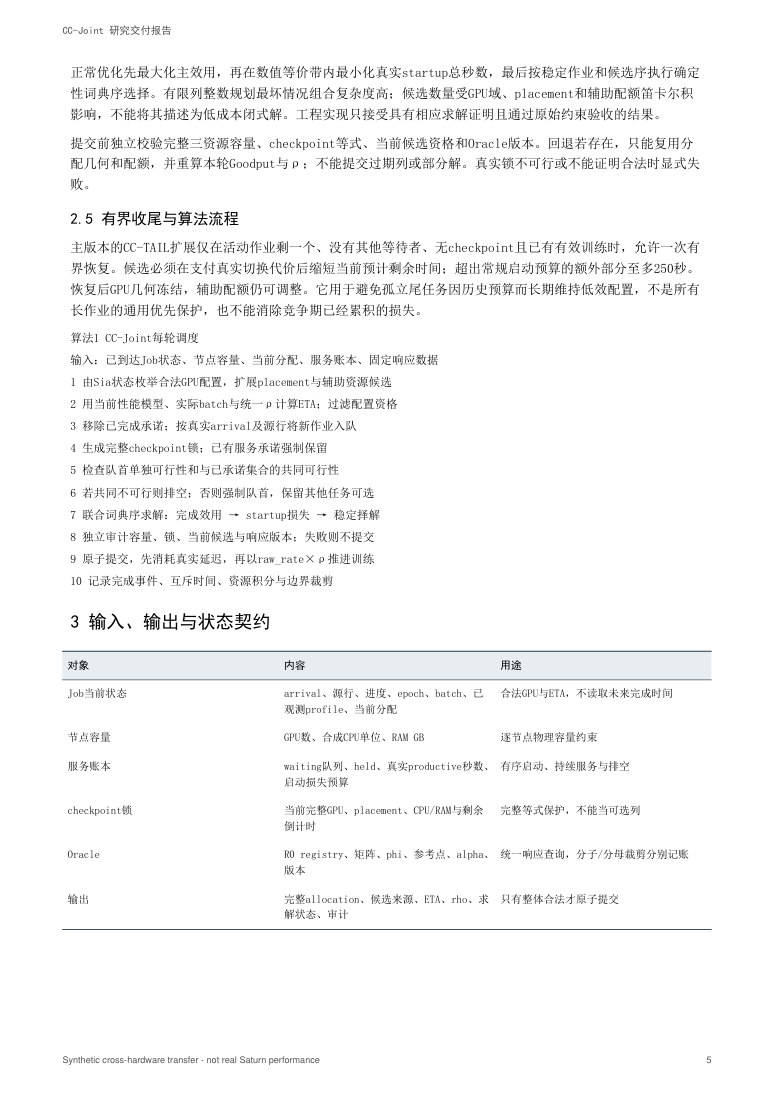 CC-Joint 研究交付报告
正常优化先最大化主效用，再在数值等价带内最小化真实startup总秒数，最后按稳定作业和候选序执行确定
性词典序选择。有限列整数规划最坏情况组合复杂度高；候选数量受GPU域、placement和辅助配额笛卡尔积
影响，不能将其描述为低成本闭式解。工程实现只接受具有相应求解证明且通过原始约束验收的结果。
提交前独立校验完整三资源容量、checkpoint等式、当前候选资格和Oracle版本。回退若存在，只能复用分
配几何和配额，并重算本轮Goodput与ρ；不能提交过期列或部分解。真实锁不可行或不能证明合法时显式失
败。
2.5 有界收尾与算法流程
主版本的CC-TAIL扩展仅在活动作业剩一个、没有其他等待者、无checkpoint且已有有效训练时，允许一次有
界恢复。候选必须在支付真实切换代价后缩短当前预计剩余时间；超出常规启动预算的额外部分至多250秒。
恢复后GPU几何冻结，辅助配额仍可调整。它用于避免孤立尾任务因历史预算而长期维持低效配置，不是所有
长作业的通用优先保护，也不能消除竞争期已经累积的损失。
算法1 CC-Joint每轮调度
输入：已到达Job状态、节点容量、当前分配、服务账本、固定响应数据
1 由Sia状态枚举合法GPU配置，扩展placement与辅助资源候选
2 用当前性能模型、实际batch与统一ρ计算ETA；过滤配置资格
3 移除已完成承诺；按真实arrival及源行将新作业入队
4 生成完整checkpoint锁；已有服务承诺强制保留
5 检查队首单独可行性和与已承诺集合的共同可行性
6 若共同不可行则排空；否则强制队首，保留其他任务可选
7 联合词典序求解：完成效用 → startup损失 → 稳定择解
8 独立审计容量、锁、当前候选与响应版本；失败则不提交
9 原子提交，先消耗真实延迟，再以raw_rate×ρ推进训练
10 记录完成事件、互斥时间、资源积分与边界裁剪
3 输入、输出与状态契约
对象 内容 用途
Job当前状态 arrival、源行、进度、epoch、batch、已 合法GPU与ETA，不读取未来完成时间
观测profile、当前分配
节点容量 GPU数、合成CPU单位、RAM GB 逐节点物理容量约束
服务账本 waiting队列、held、真实productive秒数、 有序启动、持续服务与排空
启动损失预算
checkpoint锁 当前完整GPU、placement、CPU/RAM与剩余 完整等式保护，不能当可选列
倒计时
Oracle R0 registry、矩阵、phi、参考点、alpha、 统一响应查询，分子/分母裁剪分别记账
版本
输出 完整allocation、候选来源、ETA、rho、求 只有整体合法才原子提交
解状态、审计
Synthetic cross-hardware transfer - not real Saturn performance 5